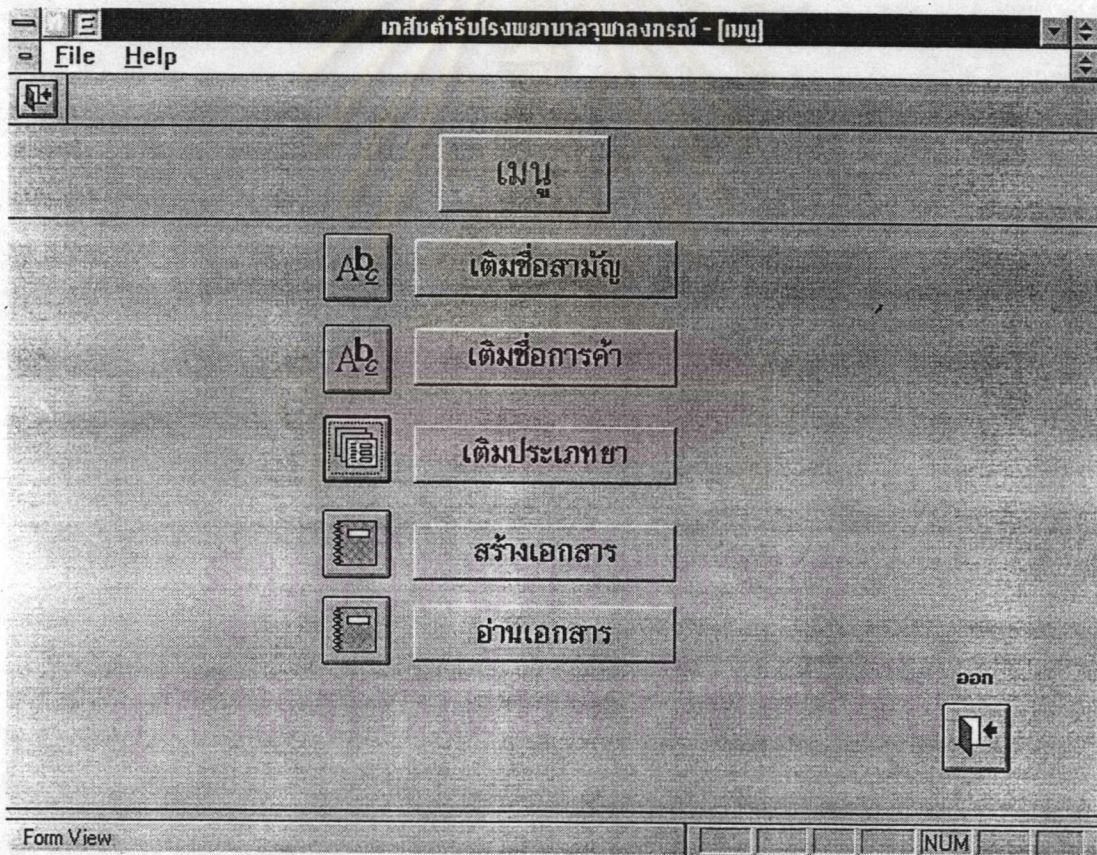 เภสัชตำรับโรงพยาบาลจุฬาลงกรณ์ - [เมนู]
File Help
เมนู
Abc เติมชื่อสามัญ
Abc เติมชื่อการค้า
เติมประเภทยา
สร้างเอกสาร
อ่านเอกสาร
ออก
Form View NUM